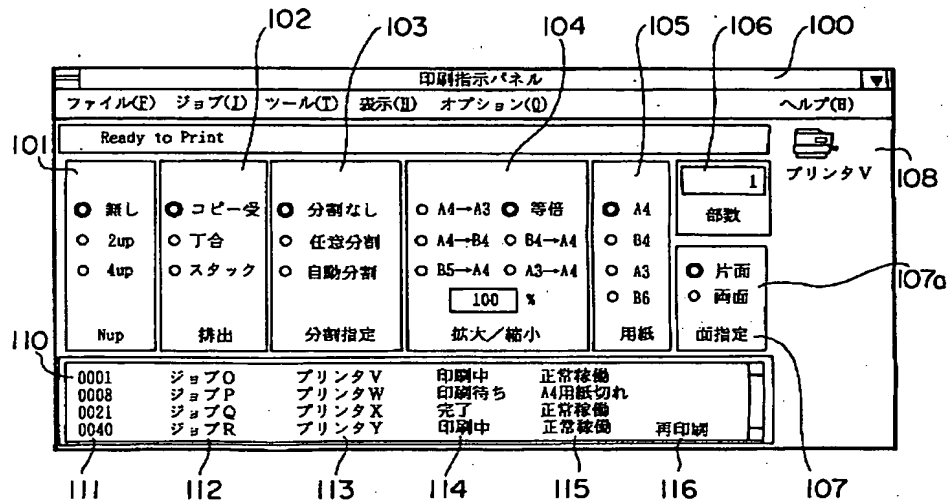 102 103 104 105 106 100
印刷指示パネル
ファイル(F) ジョブ(J) ツール(T) 表示(H) オプション(O) ヘルプ(H)
Ready to Print
101
プリンタV 108
無し コピー受 分割なし A4→A3 等倍 A4 1
2up 丁合 任意分割 A4→B4 B4→A4 B4 部数
4up スタック 自動分割 B5→A4 A3→A4 A3 片面 107a
100 % B6 両面
Nup 排出 分割指定 拡大/縮小 用紙 面指定
110
0001 ジョブO プリンタV 印刷中 正常稼働
0008 ジョブP プリンタW 印刷待ち A4用紙切れ
0021 ジョブQ プリンタX 完了 正常稼働
0040 ジョブR プリンタY 印刷中 正常稼働 再印刷
111 112 113 114 115 116 107